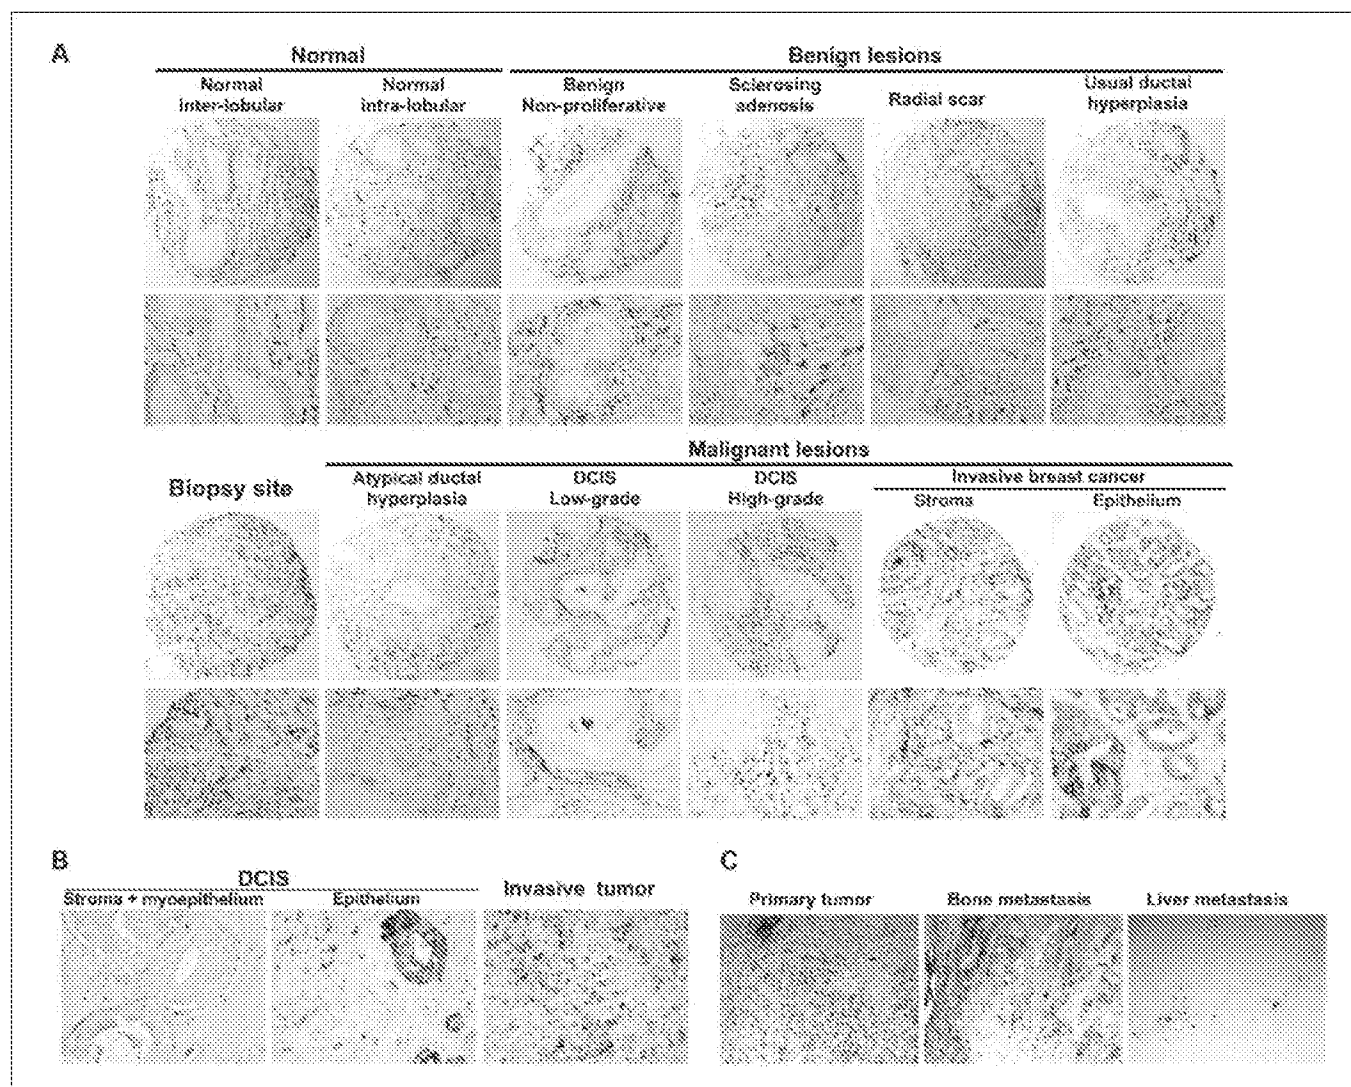 A
Normal
Benign lesions
Normal
inter-lobular
Normal
intra-lobular
Benign
Non-proliferative
Sclerosing
adenosis
Radial scar
Usual ductal
hyperplasia
Malignant lesions
Biopsy site
Atypical ductal
hyperplasia
DCIS
Low-grade
DCIS
High-grade
Invasive breast cancer
Stroma
Epithelium
B
DCIS
Stroma + myoepithelium
Epithelium
Invasive tumor
C
Primary tumor
Bone metastasis
Liver metastasis